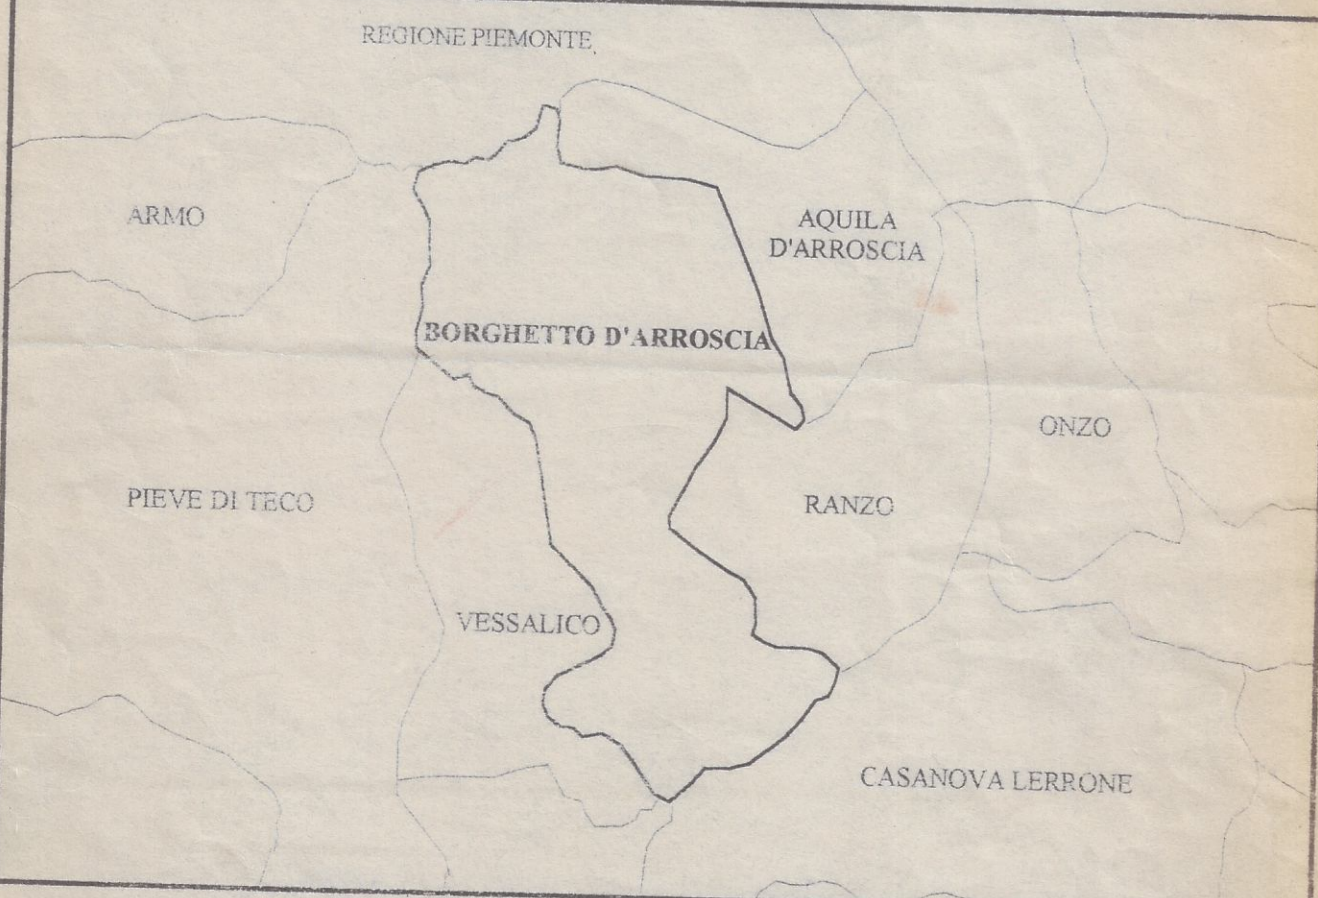 REGIONE PIEMONTE
ARMO
AQUILA
D'ARROSCIA
BORGHETTO D'ARROSCIA
ONZO
PIEVE DI TECO
RANZO
VESSALICO
CASANOVA LERRONE